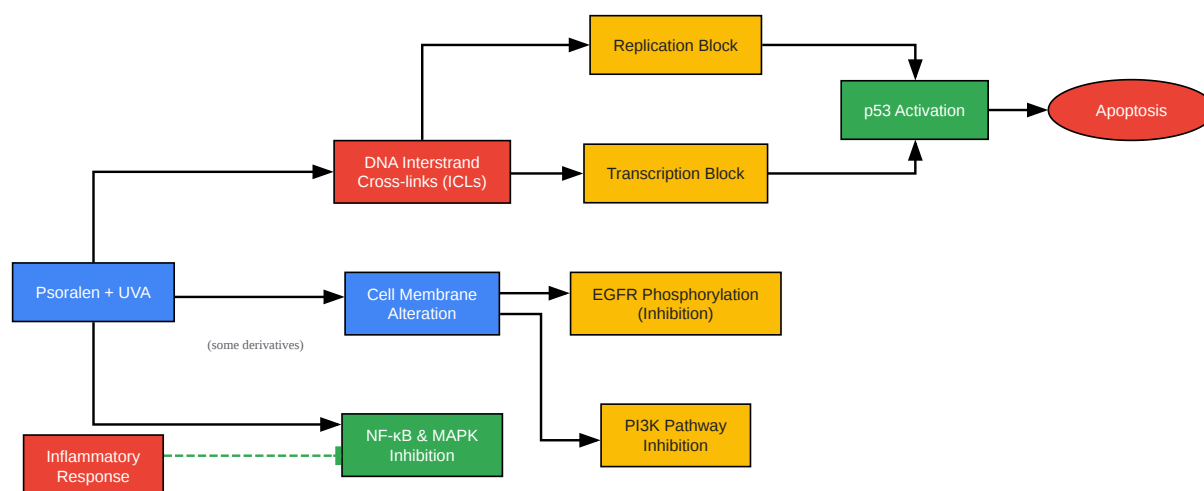 Replication Block
p53 Activation
Apoptosis
DNA Interstrand
Cross-links (ICLs)
Transcription Block
Psoralen + UVA
Cell Membrane
Alteration
EGFR Phosphorylation
(Inhibition)
(some derivatives)
PI3K Pathway
Inhibition
NF-κB & MAPK
Inhibition
Inflammatory
Response